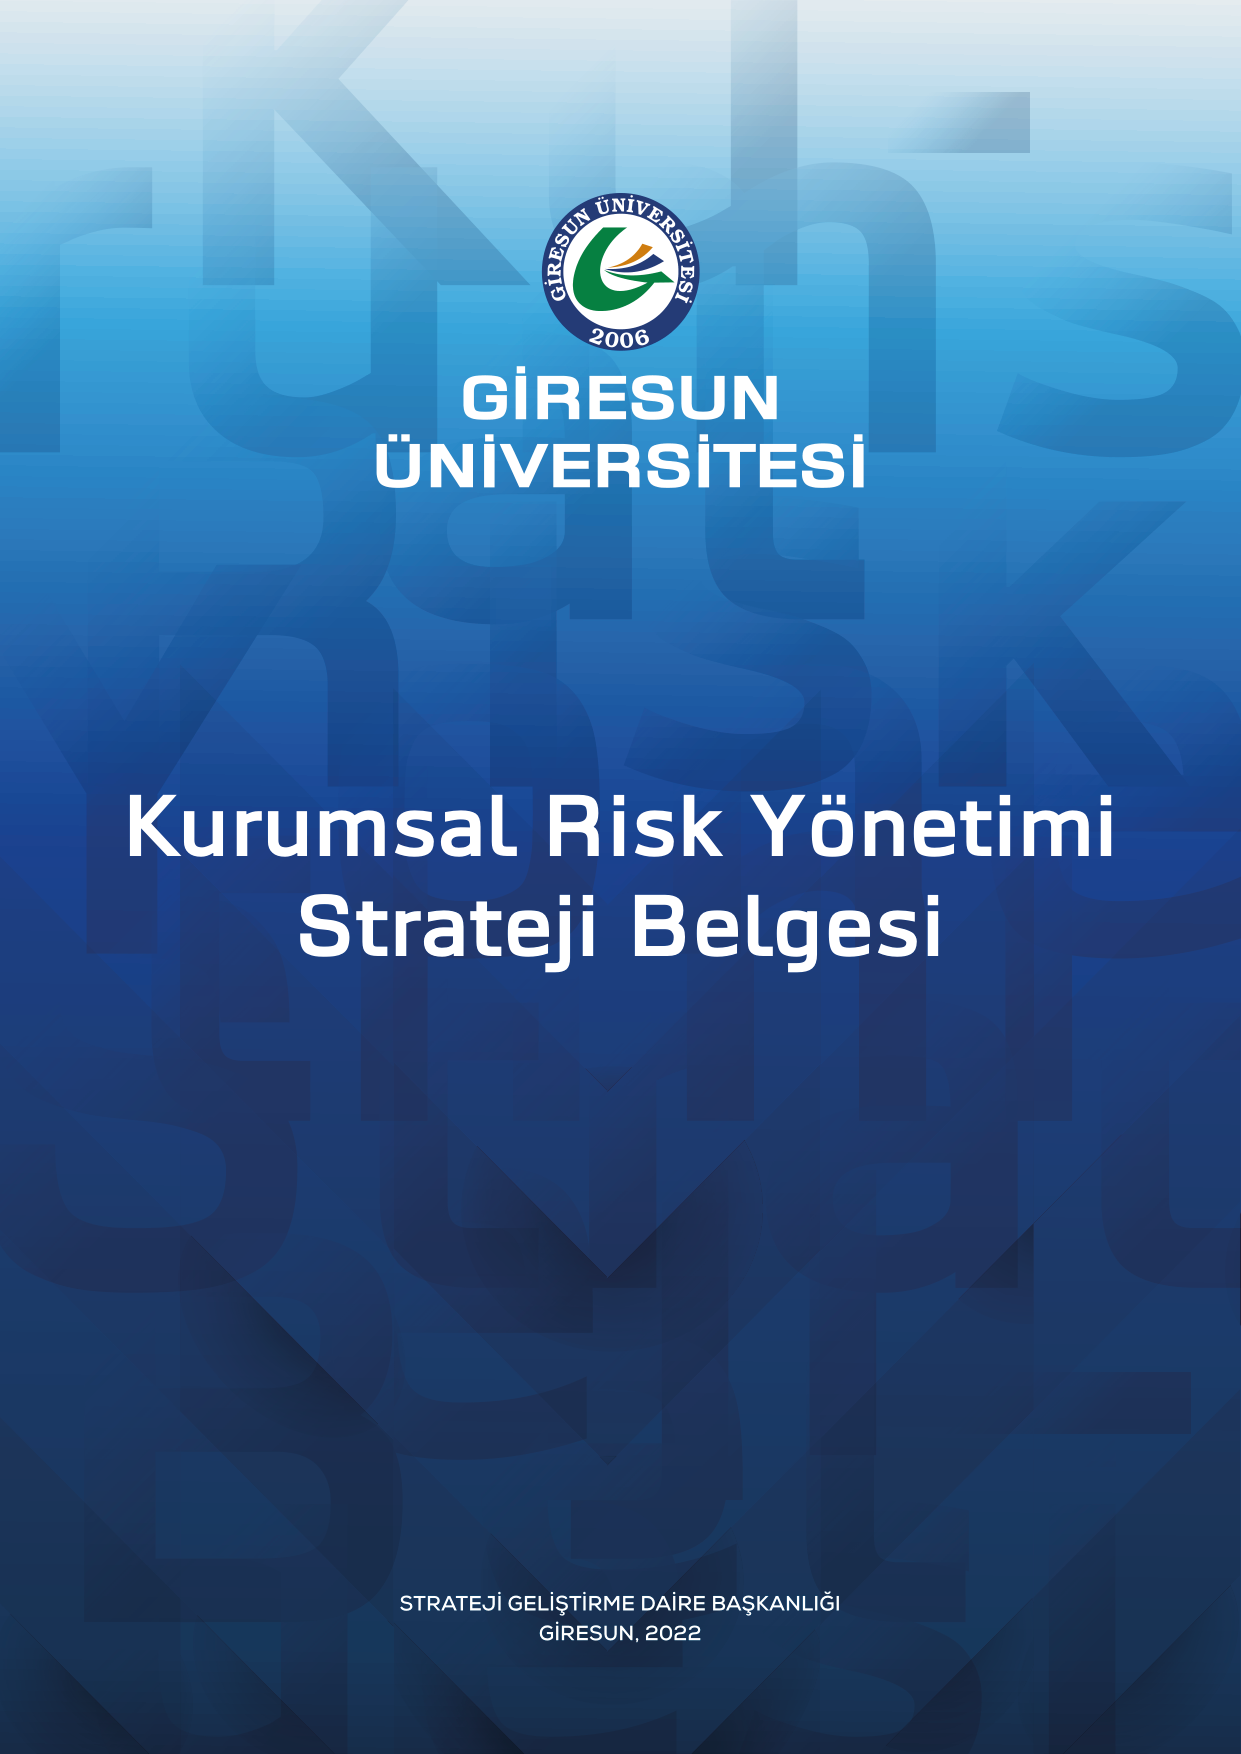 GİRESUN ÜNİVERSİTESİ
2006
GİRESUN
ÜNİVERSİTESİ
Kurumsal Risk Yönetimi
Strateji Belgesi
STRATEJİ GELİŞTİRME DAİRE BAŞKANLIĞI
GİRESUN, 2022